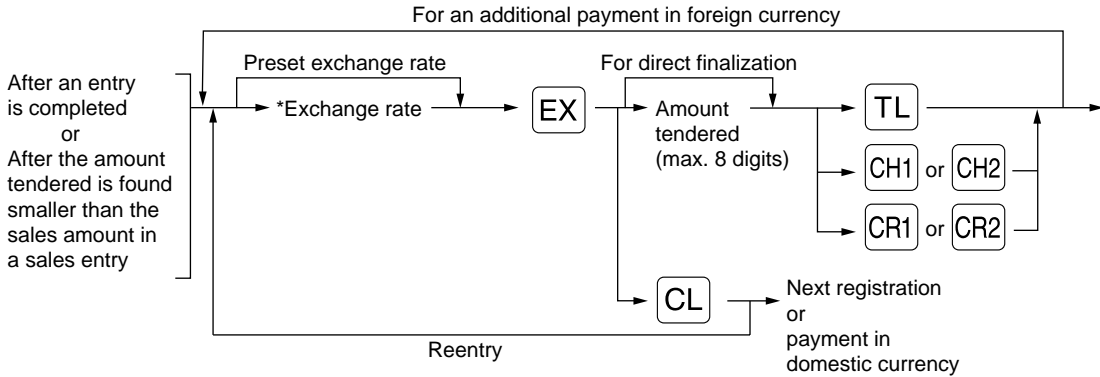 For an additional payment in foreign currency
After an entry
is completed
or
After the amount
tendered is found
smaller than the
sales amount in
a sales entry
Preset exchange rate
*Exchange rate
EX
For direct finalization
Amount
tendered
(max. 8 digits)
TL
CH1 or CH2
CR1 or CR2
CL
Next registration
or
payment in
domestic currency
Reentry